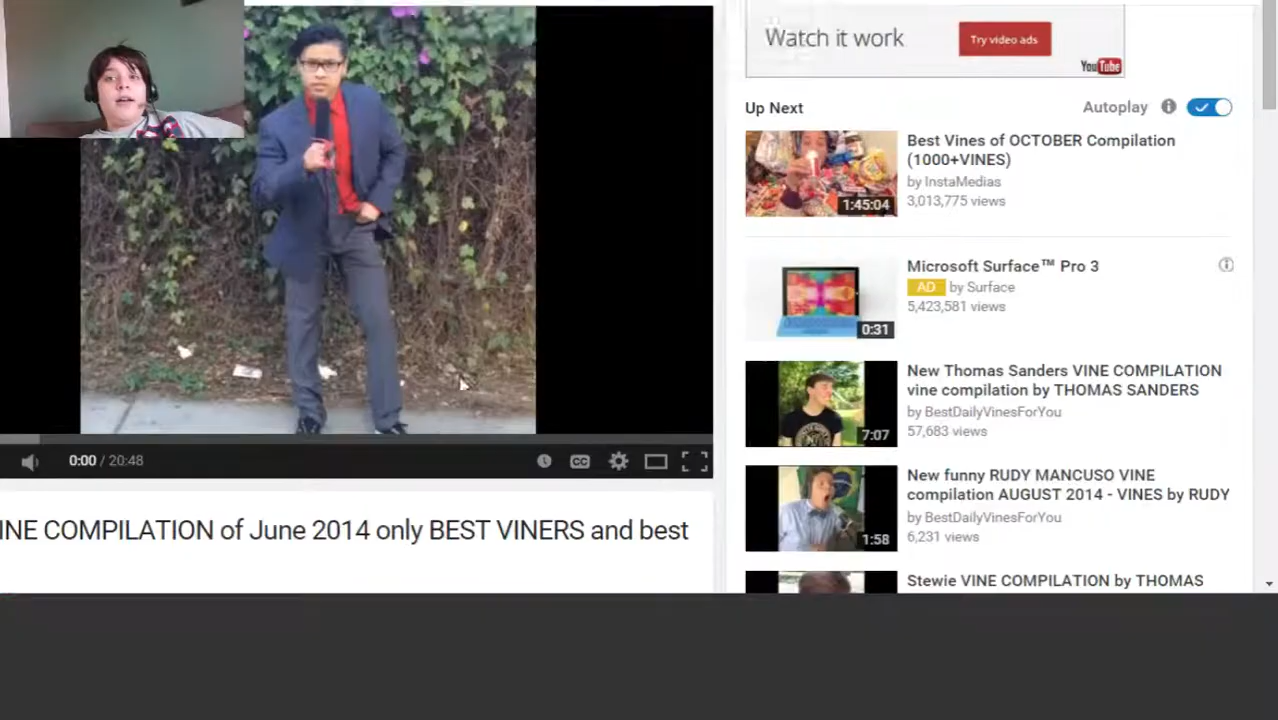 Watch it work
Try video ads
YouTube
Up Next
Autoplay
Best Vines of OCTOBER Compilation
(1000+VINES)
by InstaMedias
3,013,775 views
1:45:04
Microsoft Surface™ Pro 3
AD by Surface
5,423,581 views
0:31
New Thomas Sanders VINE COMPILATION
vine compilation by THOMAS SANDERS
by BestDailyVinesForYou
57,683 views
7:07
New funny RUDY MANCUSO VINE
compilation AUGUST 2014 - VINES by RUDY
by BestDailyVinesForYou
6,231 views
1:58
Stewie VINE COMPILATION by THOMAS
0:00 / 20:48
CC
INE COMPILATION of June 2014 only BEST VINERS and best